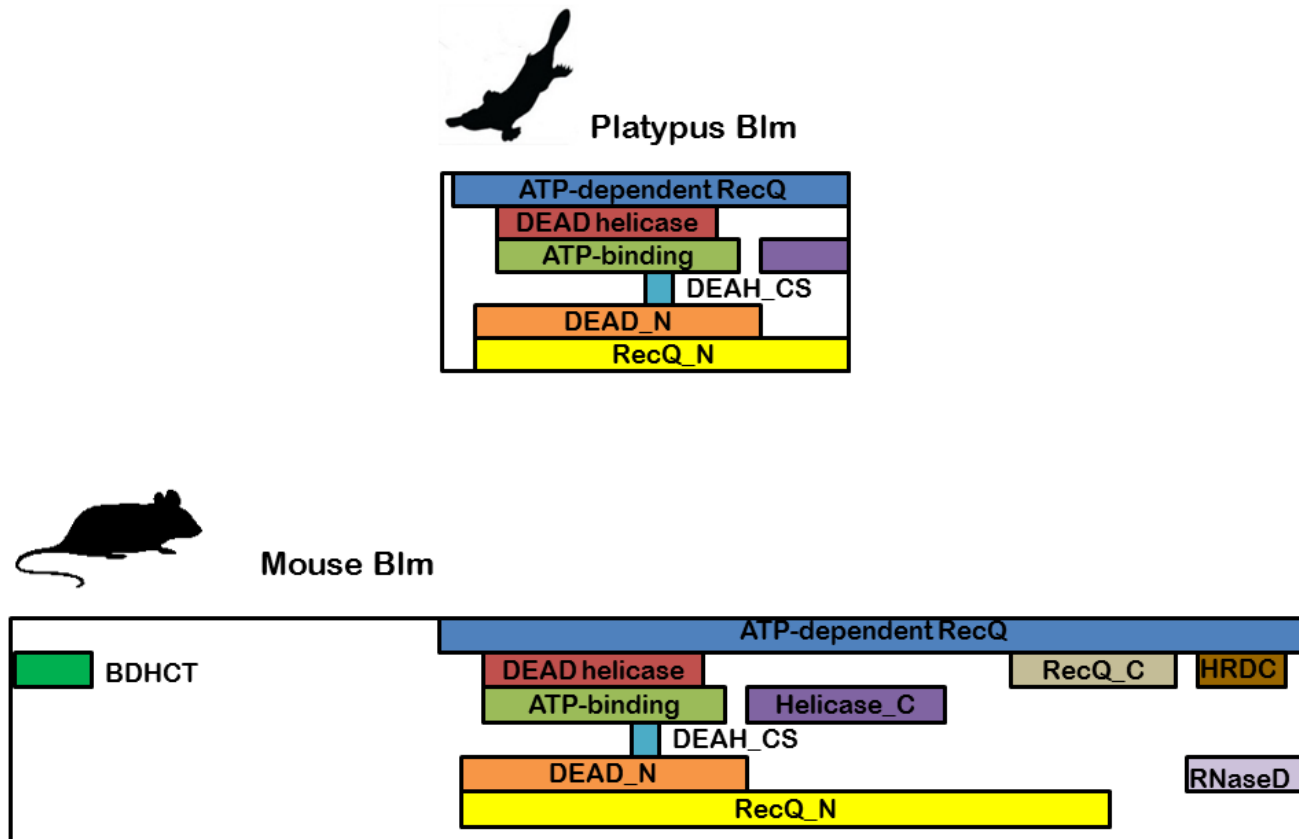 Platypus Blm
ATP-dependent RecQ
DEAD helicase
ATP-binding
DEAH_CS
DEAD_N
RecQ_N
Mouse Blm
ATP-dependent RecQ
BDHCT
DEAD helicase
RecQ_C
HRDC
ATP-binding
Helicase_C
DEAH_CS
DEAD_N
RNaseD
RecQ_N